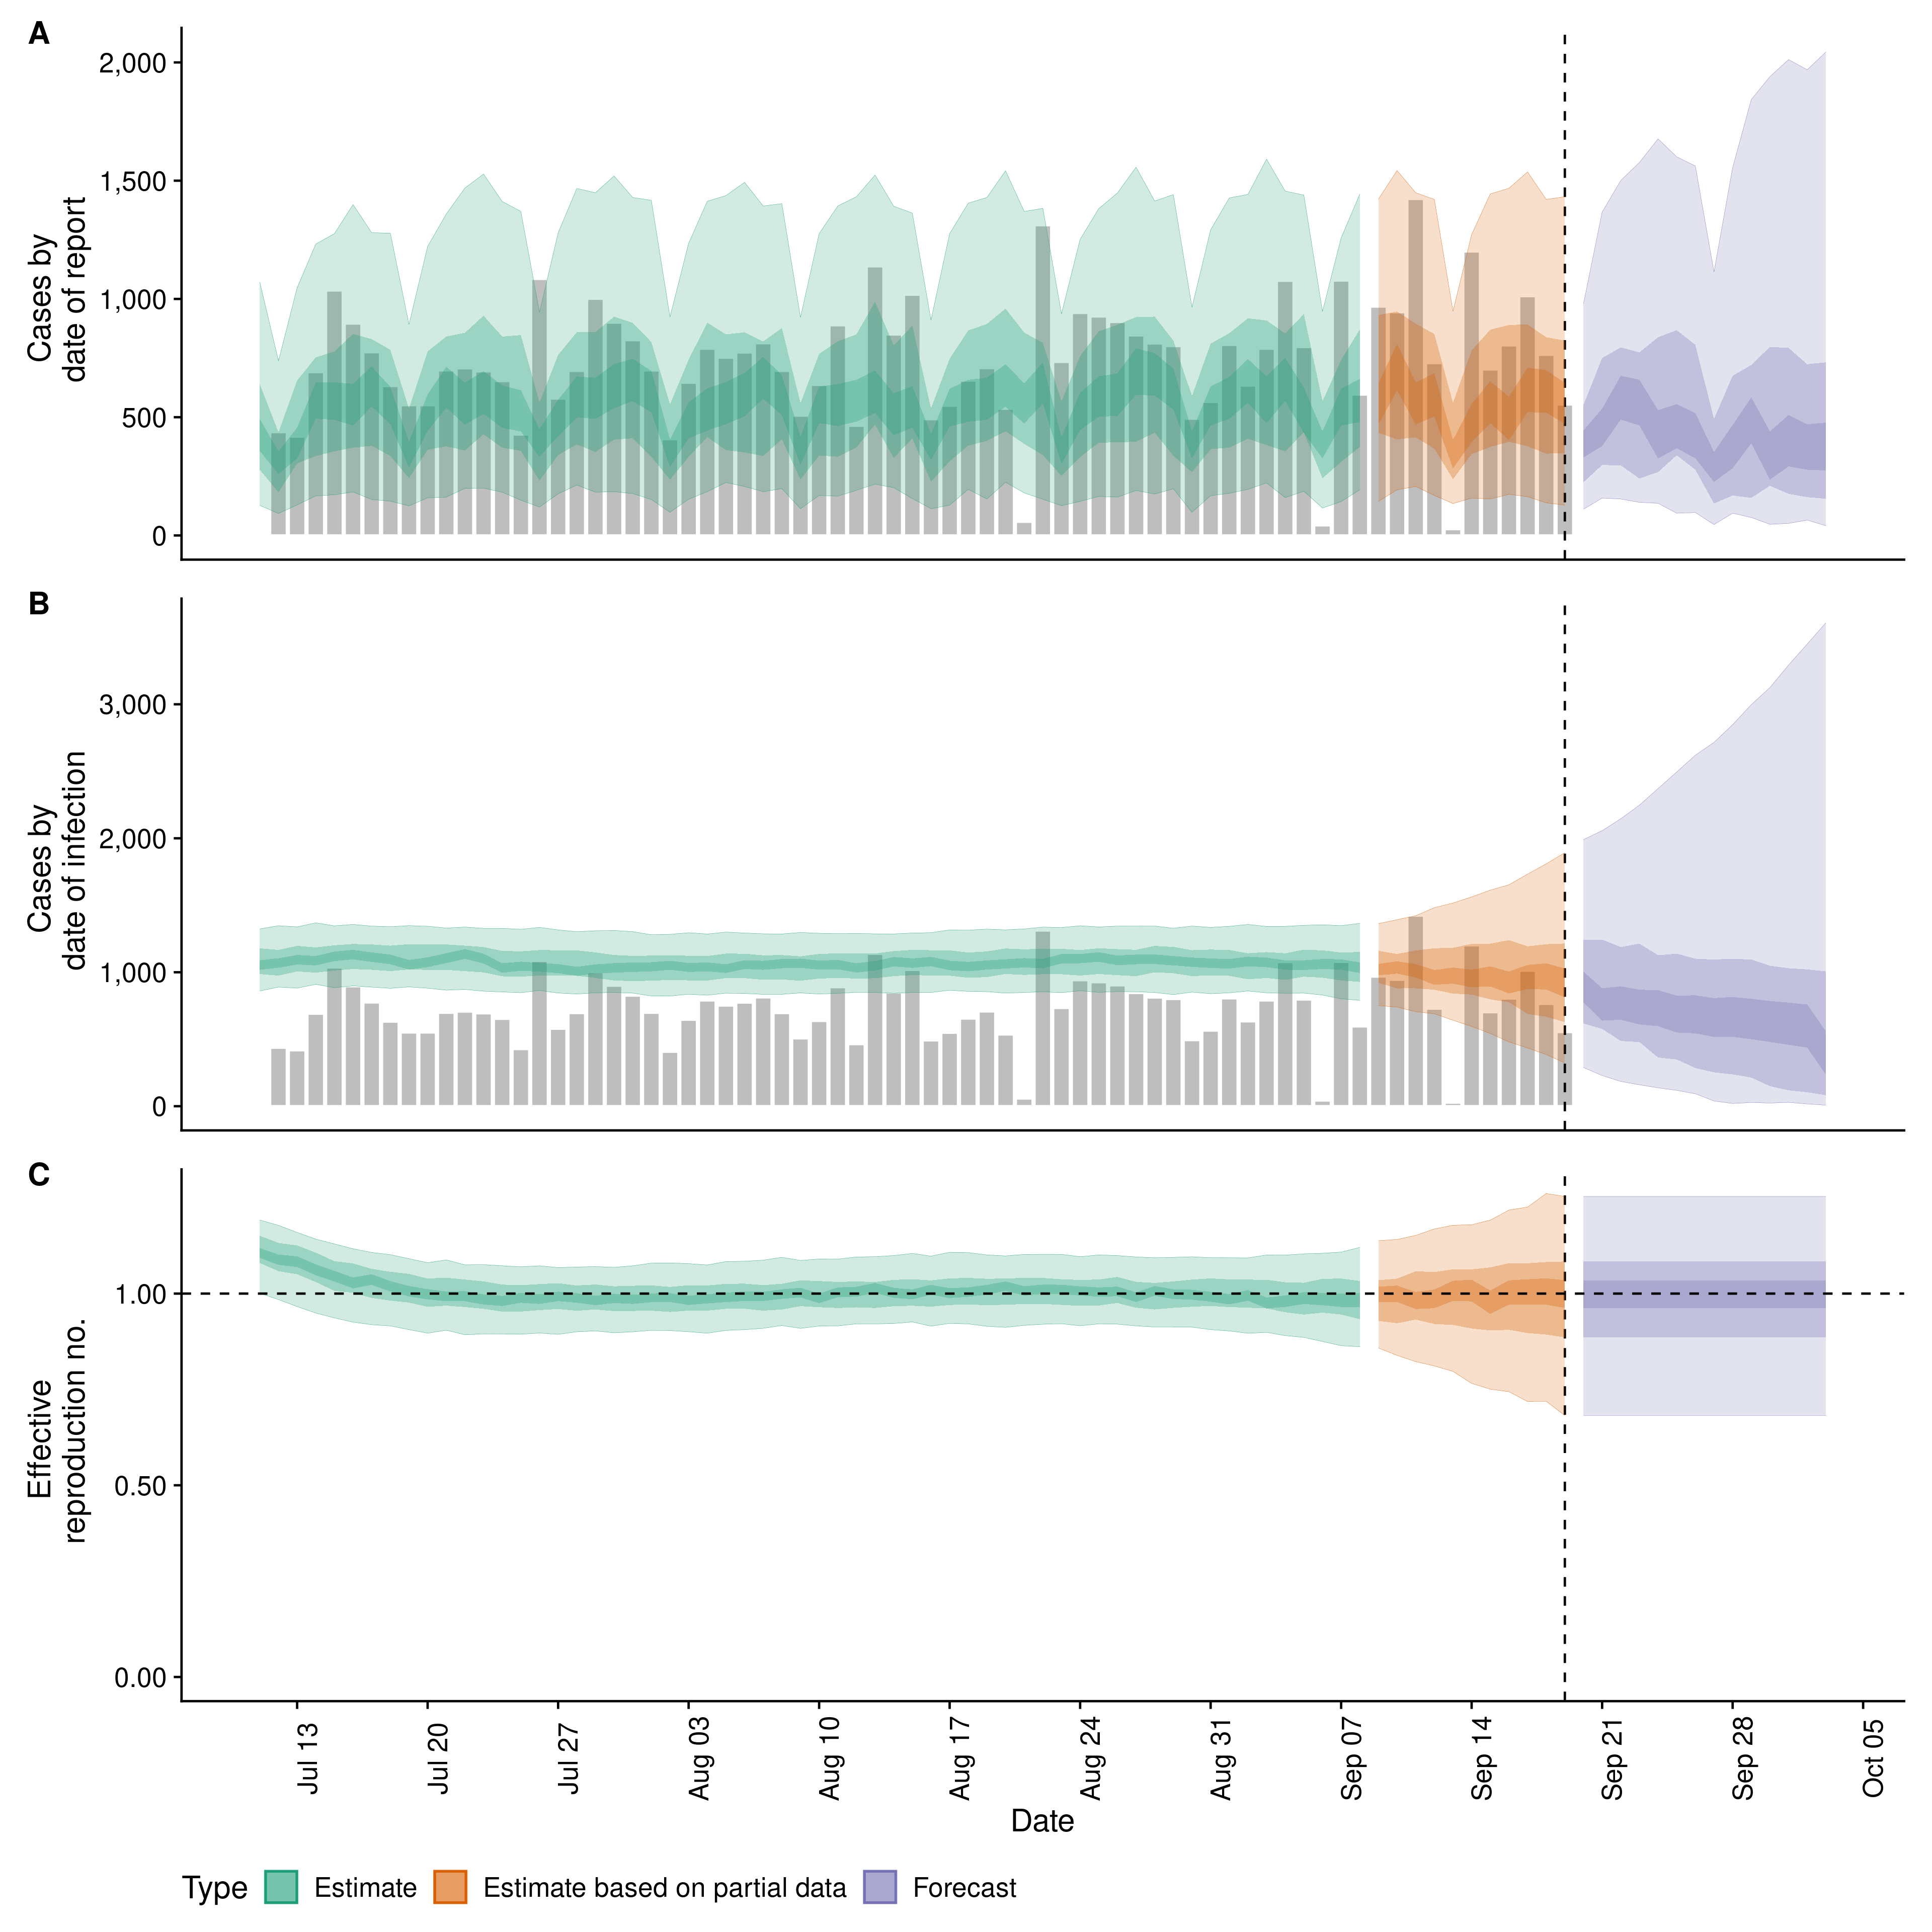 A
2,000
1,500
1,000
500
0
Cases by
date of report
B
3,000
2,000
1,000
0
Cases by
date of infection
C
1.00
0.50
0.00
Effective
reproduction no.
Jul 13
Jul 20
Jul 27
Aug 03
Aug 10
Aug 17
Aug 24
Aug 31
Sep 07
Sep 14
Sep 21
Sep 28
Oct 05
Date
Type Estimate Estimate based on partial data Forecast